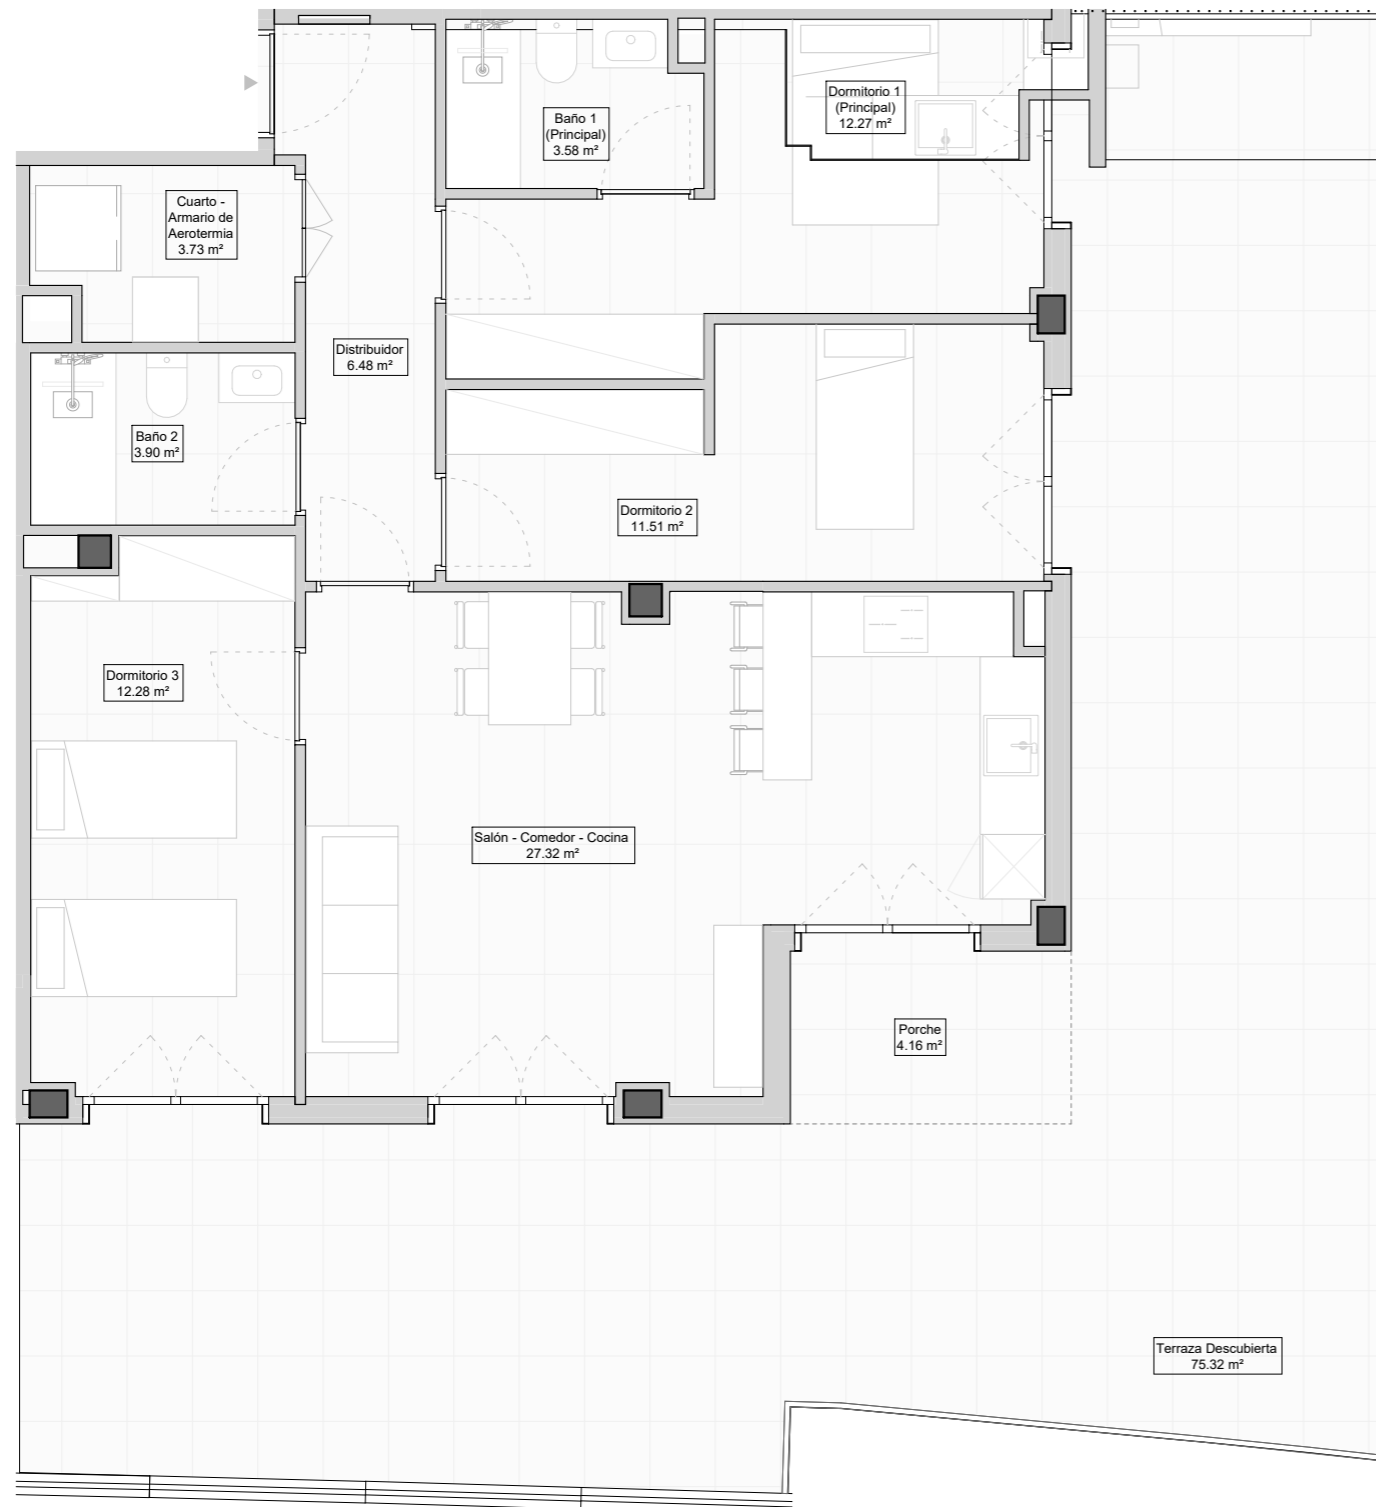 Dormitorio 1
(Principal)
12.27 m²
Baño 1
(Principal)
3.58 m²
Cuarto -
Armario de
Aerotermia
3.73 m²
Distribuidor
6.48 m²
Baño 2
3.90 m²
Dormitorio 2
11.51 m²
Dormitorio 3
12.28 m²
Salón - Comedor - Cocina
27.32 m²
Porche
4.16 m²
Terraza Descubierta
75.32 m²